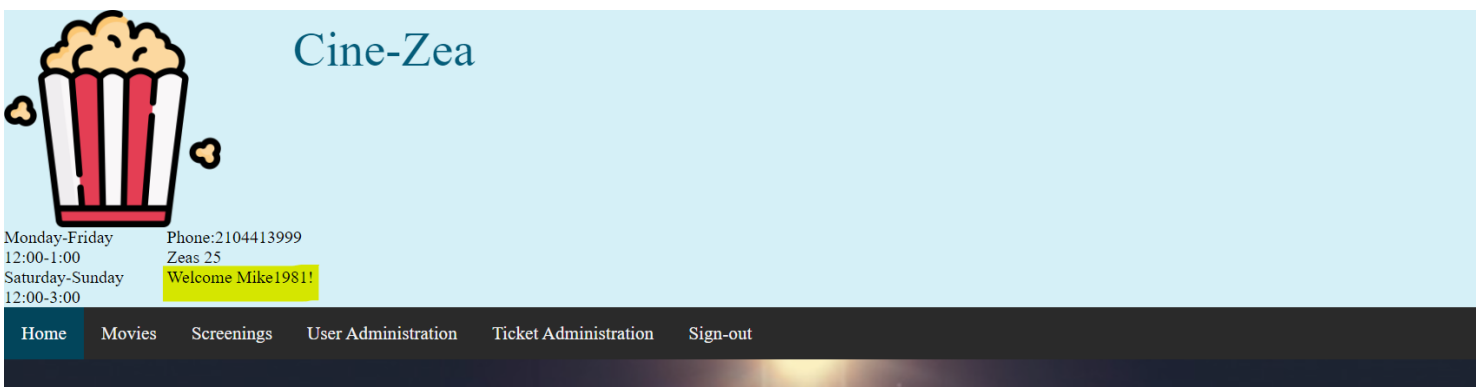 Cine-Zea
Monday-Friday
12:00-1:00
Saturday-Sunday
12:00-3:00
Phone:2104413999
Zeas 25
Welcome Mike1981!
Home Movies Screenings User Administration Ticket Administration Sign-out